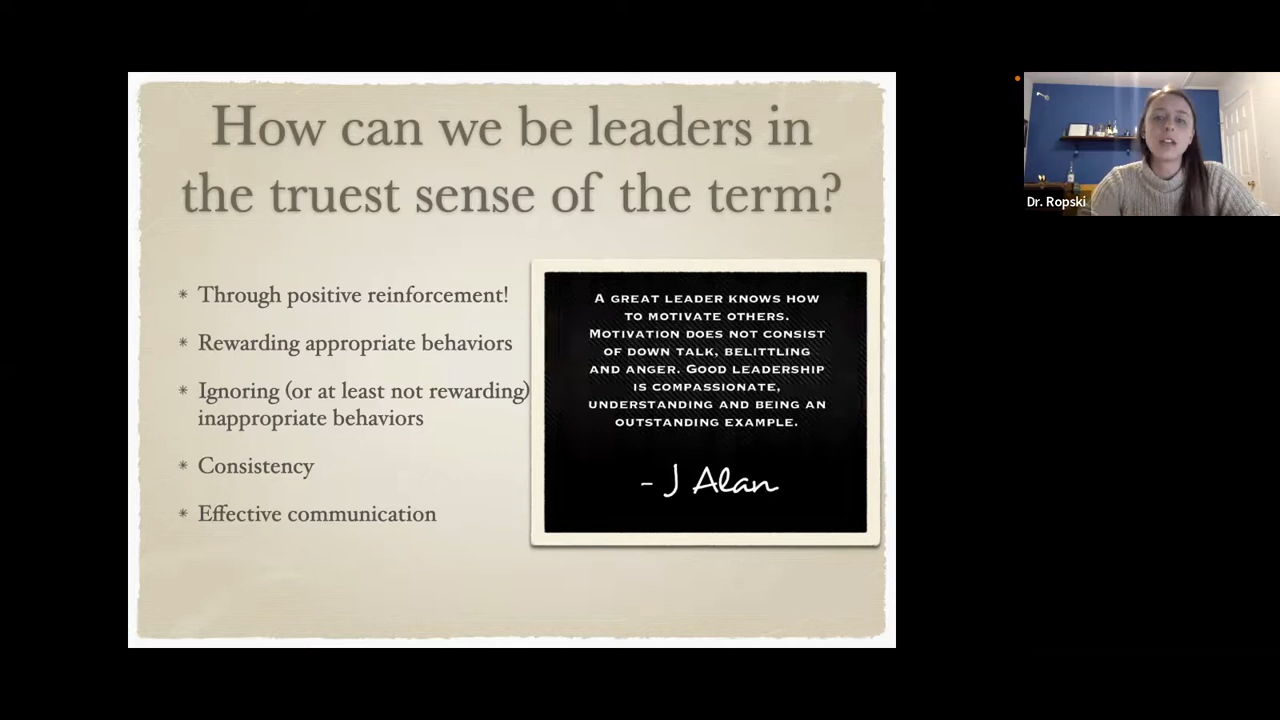 How can we be leaders in
the truest sense of the term?
* Through positive reinforcement!
* Rewarding appropriate behaviors
* Ignoring (or at least not rewarding)
inappropriate behaviors
* Consistency
* Effective communication
A GREAT LEADER KNOWS HOW
TO MOTIVATE OTHERS.
MOTIVATION DOES NOT CONSIST
OF DOWN TALK, BELITTLING
AND ANGER. GOOD LEADERSHIP
IS COMPASSIONATE,
UNDERSTANDING AND BEING AN
OUTSTANDING EXAMPLE.
- J Alan
Dr. Ropski